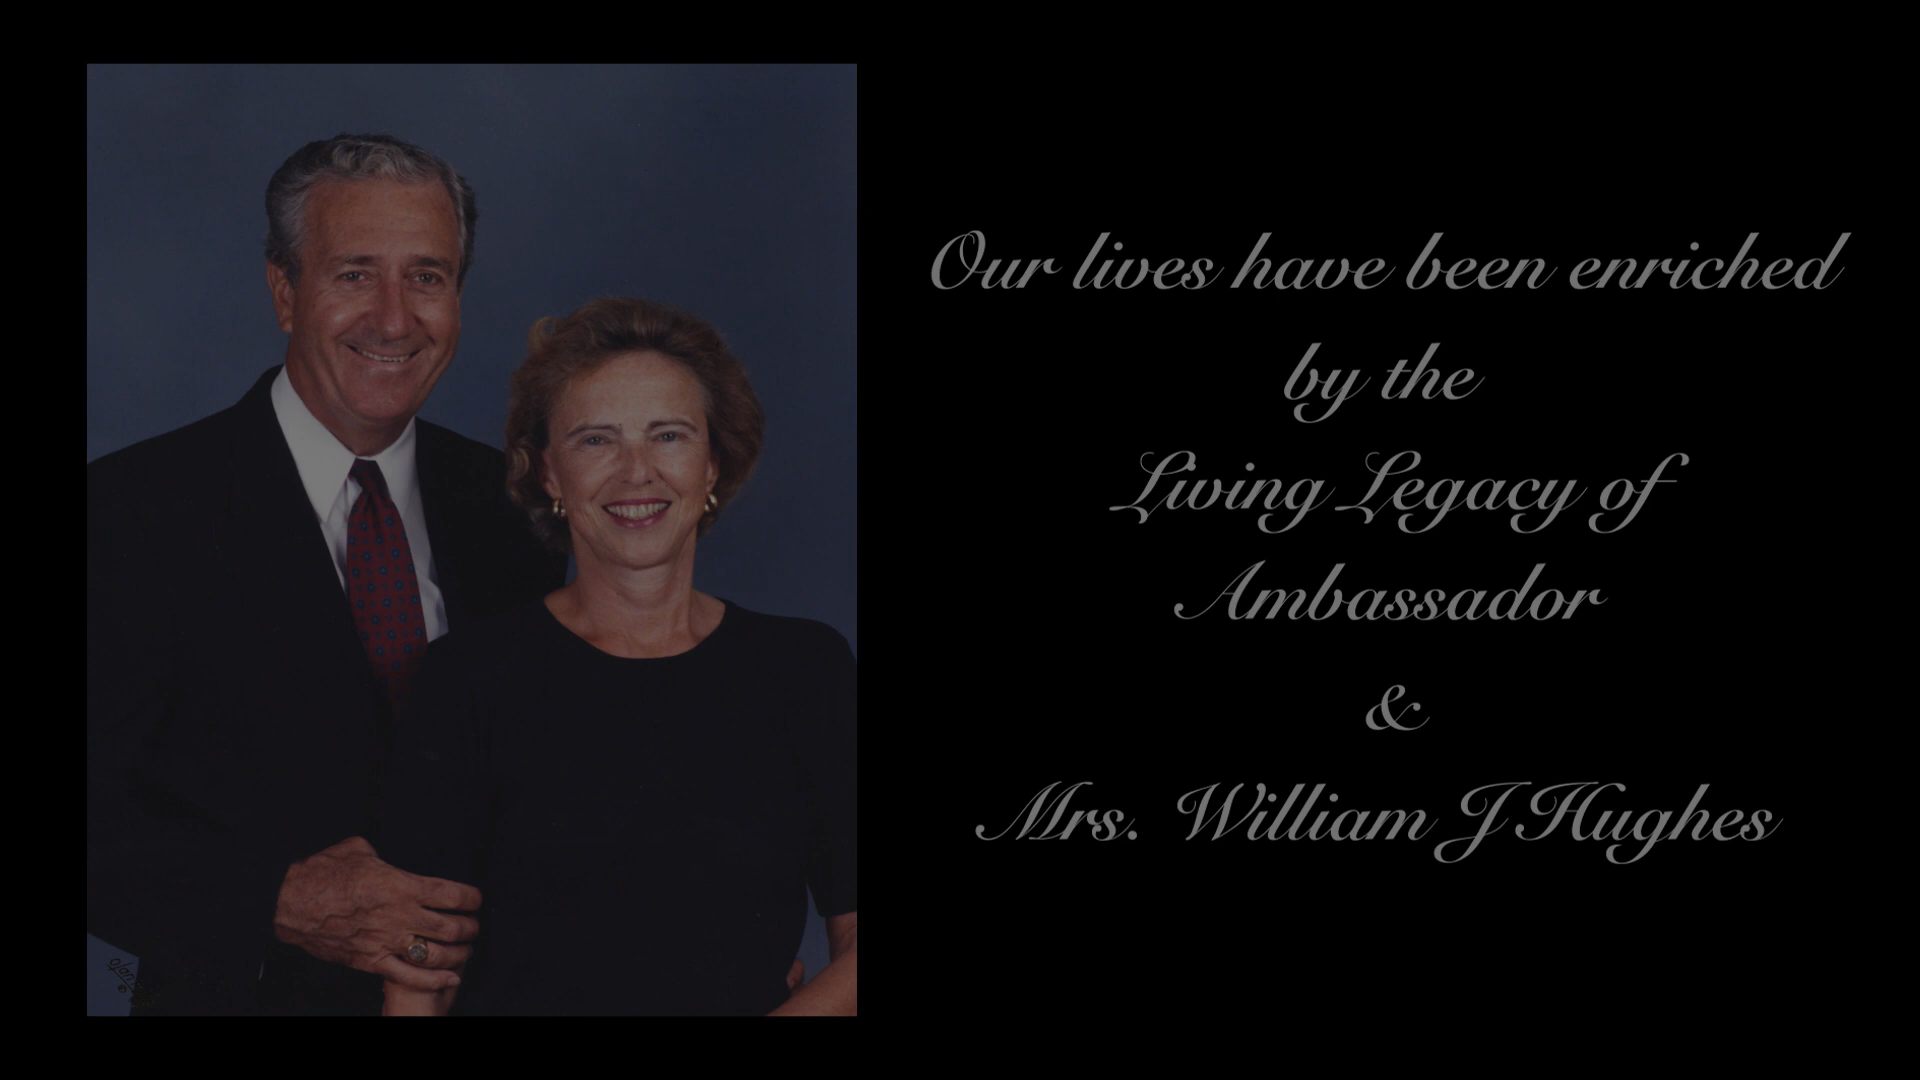 Our lives have been enriched
by the
Living Legacy of
Ambassador
&
Mrs. William J Hughes